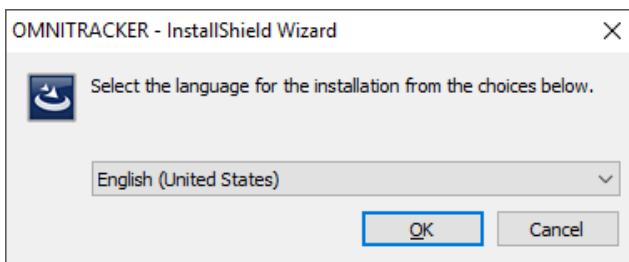 OMNITRACKER - InstallShield Wizard
Select the language for the installation from the choices below.
English (United States)
OK Cancel